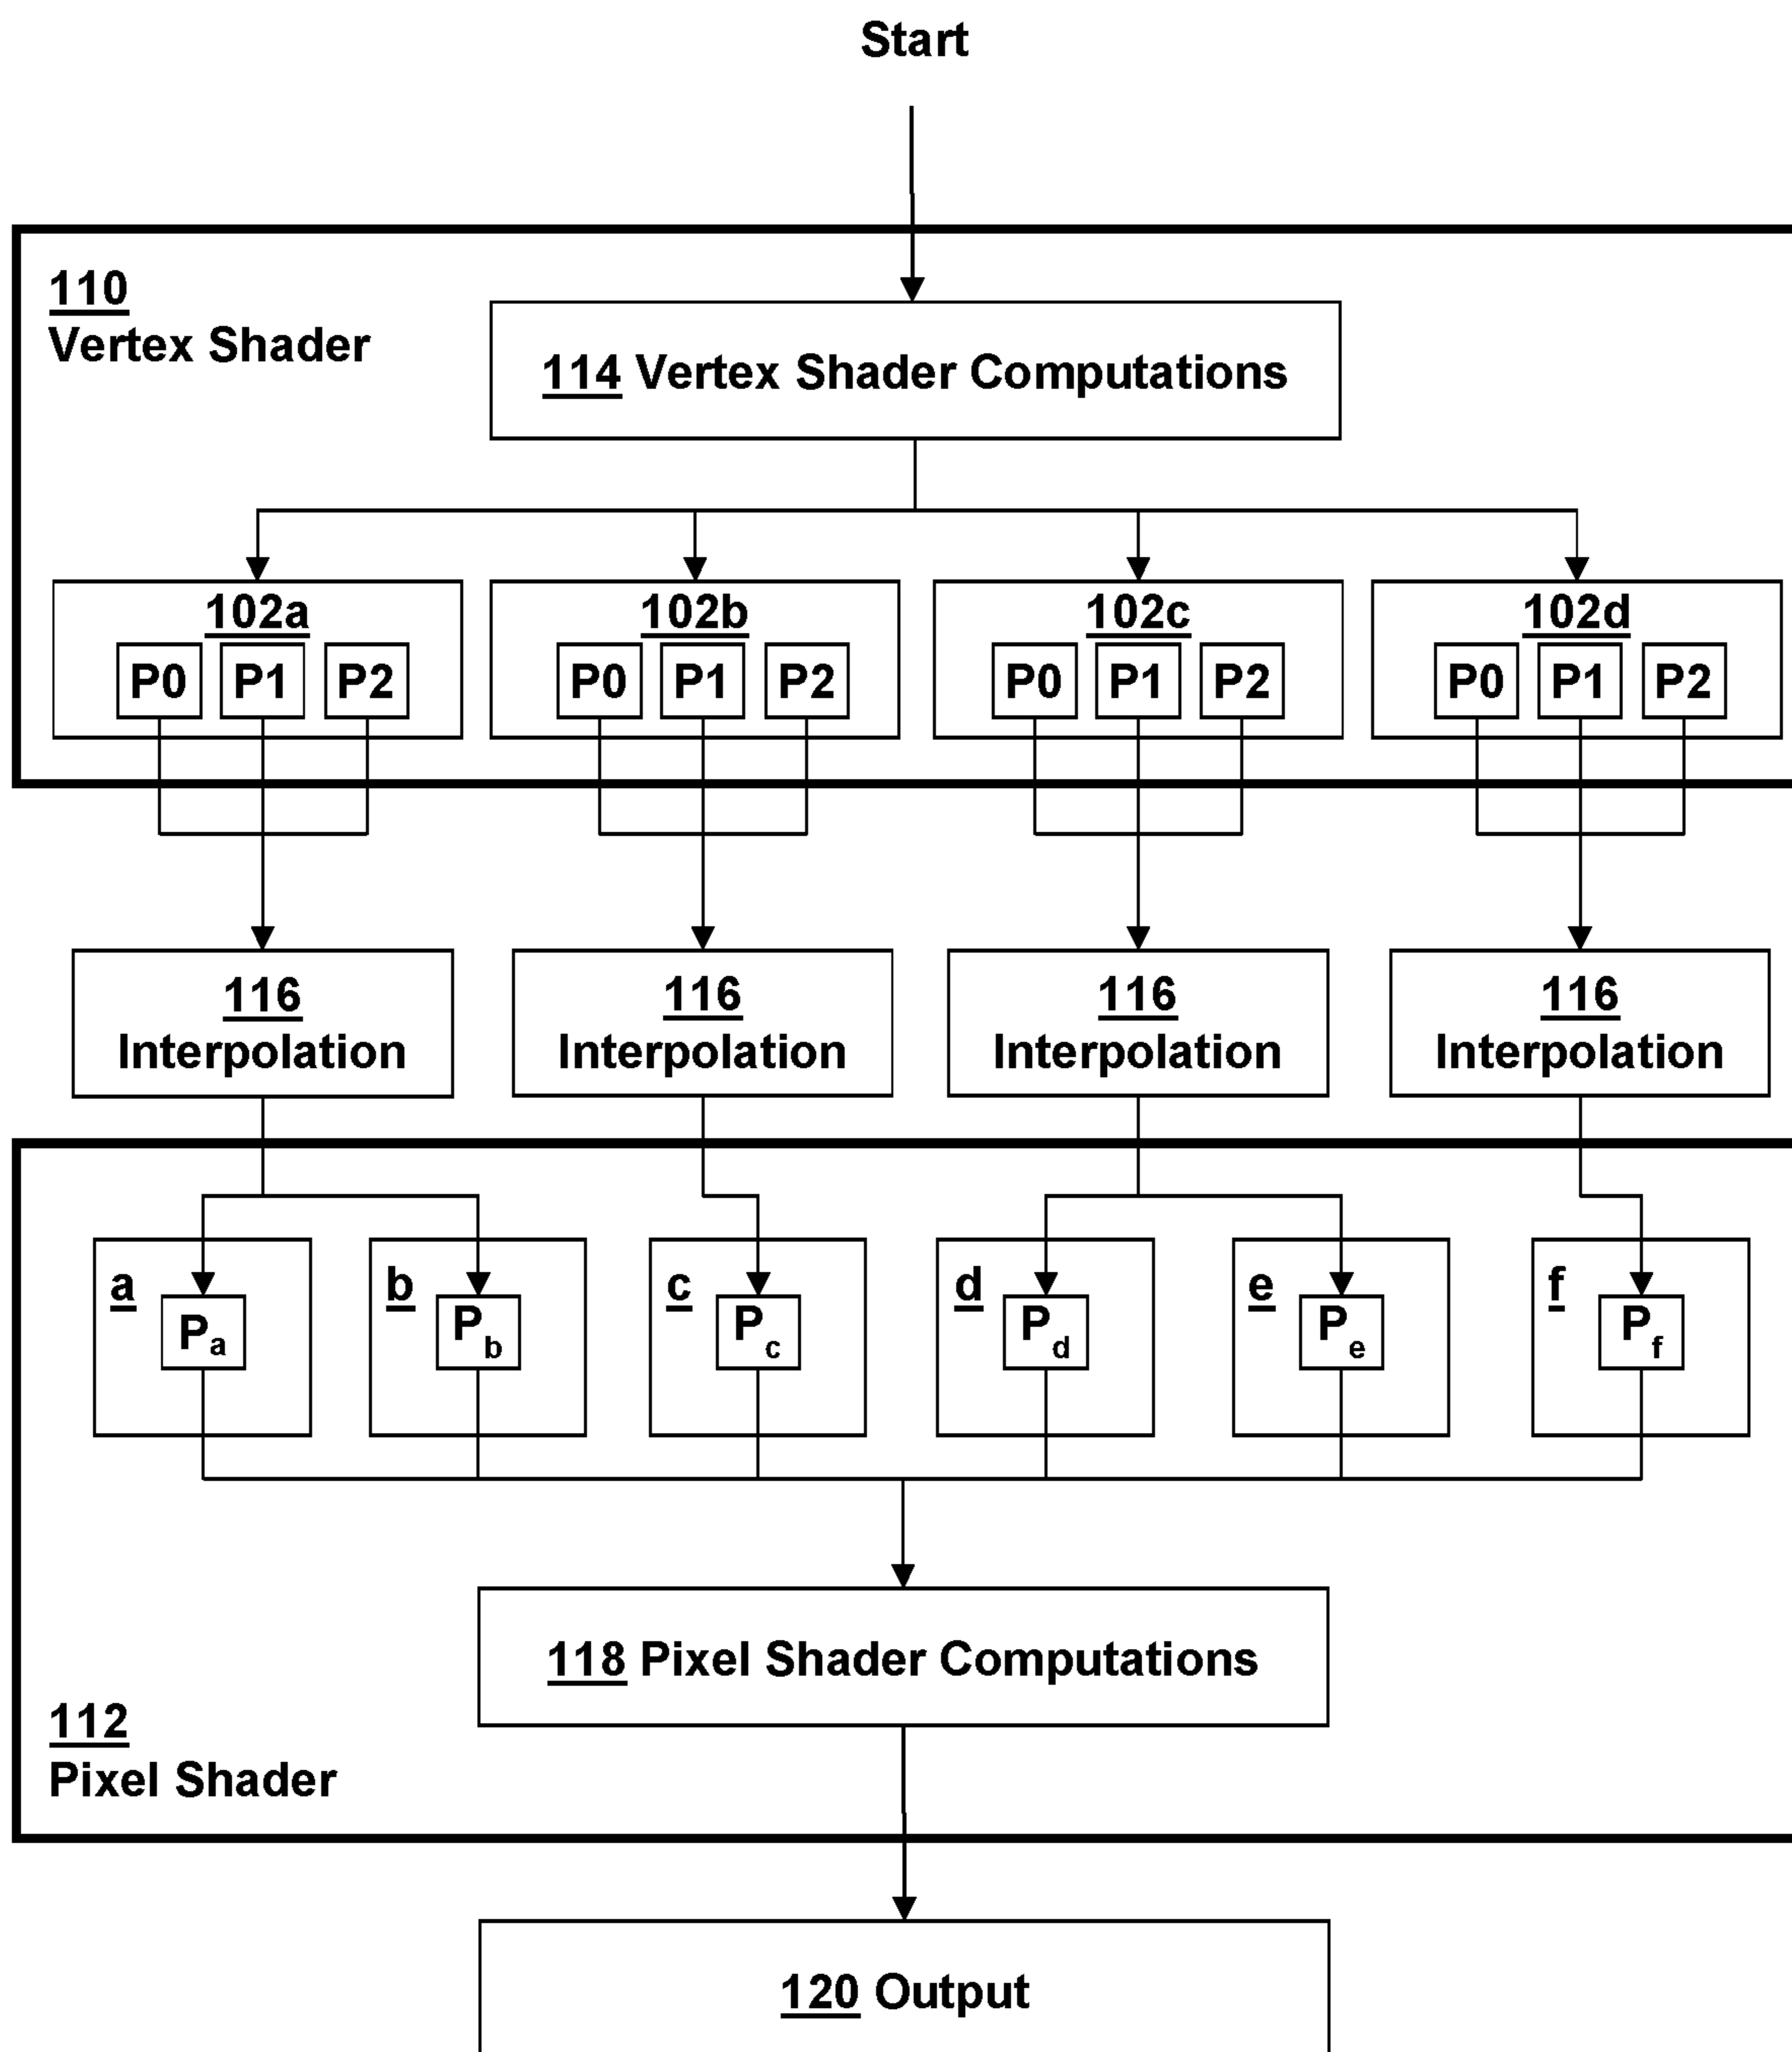 Start
110
Vertex Shader
114 Vertex Shader Computations
102a 102b 102c 102d
P0 P1 P2 P0 P1 P2 P0 P1 P2 P0 P1 P2
116 116 116 116
Interpolation Interpolation Interpolation Interpolation
a b c d e f
Pa Pb Pc Pd Pe Pf
118 Pixel Shader Computations
112
Pixel Shader
120 Output